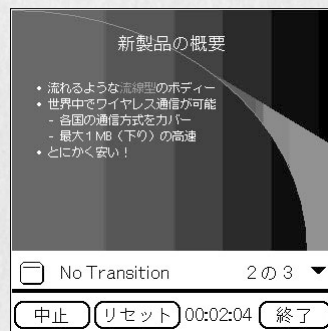 新製品の概要
• 流れるような流線型のボディー
• 世界中でワイヤレス通信が可能
- 各国の通信方式をカバー
- 最大1MB（下り）の高速
• とにかく安い！
No Transition 2の3
中止 リセット 00:02:04 終了